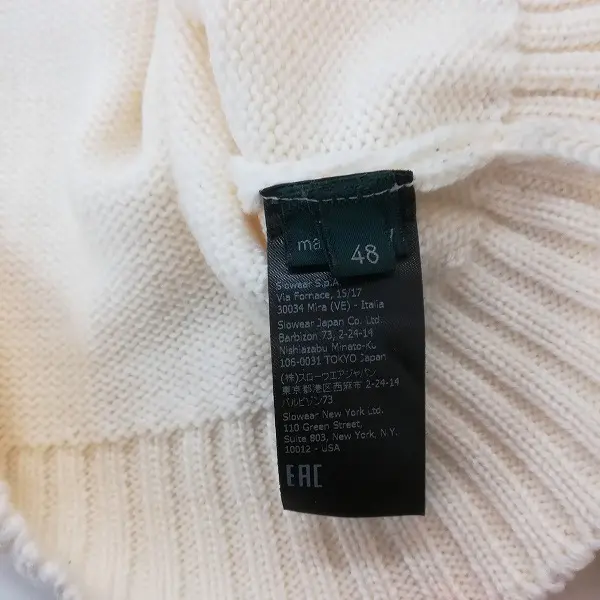 ma
48
Slowear S.p.A
Via Fornace, 15/17
30034 Mira (VE) - Italia
Slowear Japan Co. Ltd.
Barbizon 73, 2-24-14
Nishiazabu Minato-Ku
106-0031 TOKYO Japan
(株)スローウエアジャパン
東京都港区西麻布 2-24-14
バルビゾン73
Slowear New York Ltd.
110 Green Street,
Suite 803, New York, N.Y.
10012 - USA
EAC